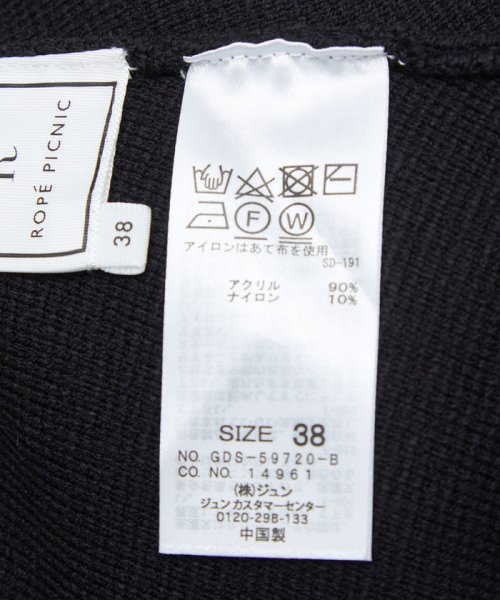 ROPÉ PICNIC
38
F W
アイロンはあて布を使用
SD-191
アクリル 90%
ナイロン 10%
SIZE 38
NO. GDS-59720-B
CO. NO. 14961
(株)ジュン
ジュンカスタマーセンター
0120-298-133
中国製